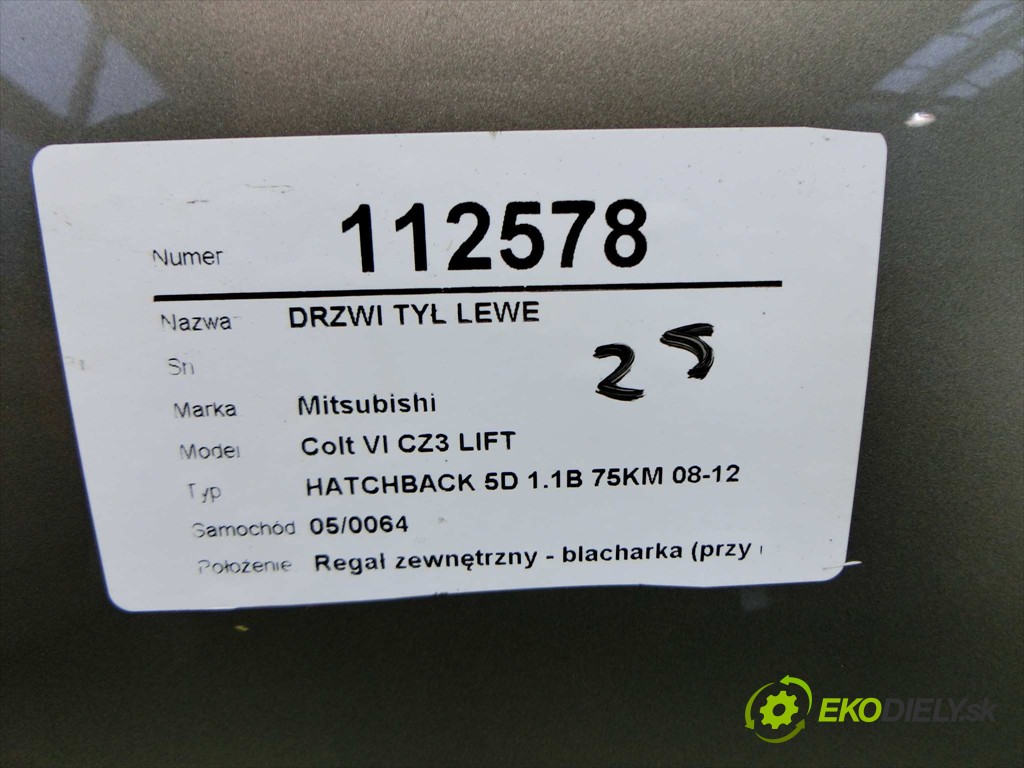 Numer 112578
Nazwa DRZWI TYŁ LEWE
Sn
25
Marka Mitsubishi
Model Colt VI CZ3 LIFT
Typ HATCHBACK 5D 1.1B 75KM 08-12
Samochód 05/0064
Położenie Regał zewnętrzny - blacharka (przy
EKODIELY.sk